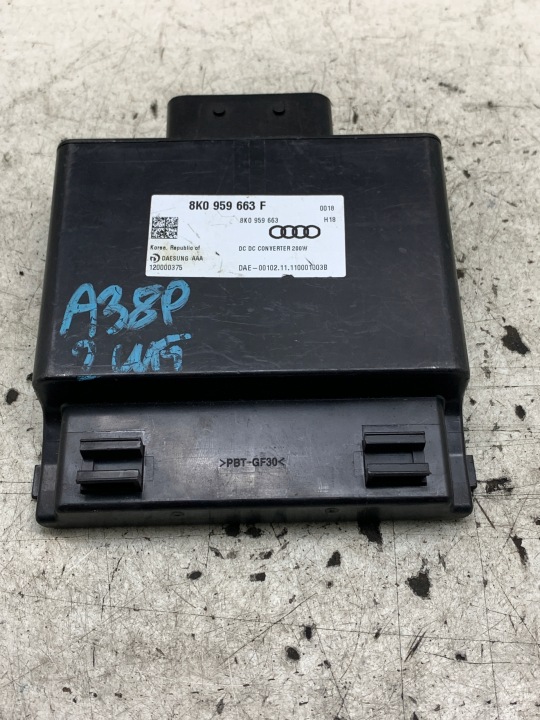 8K0 959 663 F
0018
8K0 959 663
H18
Korea, Republic of
DC DC CONVERTER 200W
DAESUNG AAA
120000375
DAE-00102.11.110001003B
A38P
>PBT-GF30<